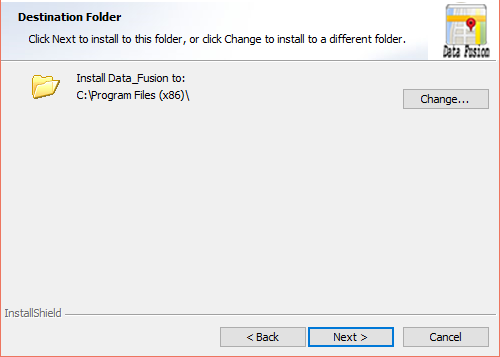 Destination Folder
Click Next to install to this folder, or click Change to install to a different folder.
Data Fusion
Install Data_Fusion to:
C:\Program Files (x86)\
Change...
InstallShield
< Back
Next >
Cancel